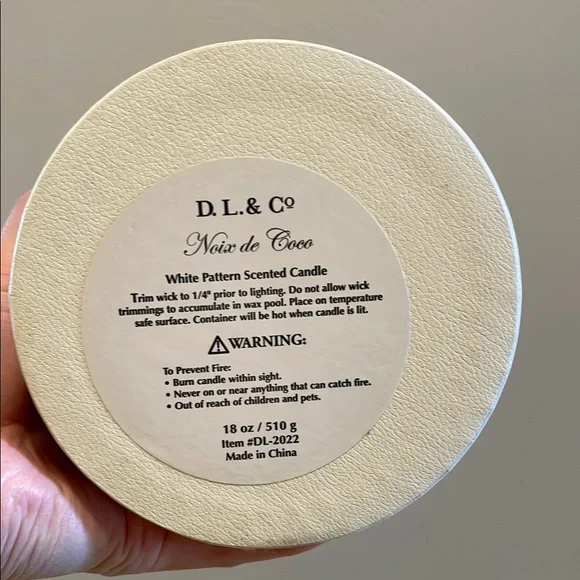 D. L. & Cº
Noix de Coco
White Pattern Scented Candle
Trim wick to 1/4" prior to lighting. Do not allow wick
trimmings to accumulate in wax pool. Place on temperature
safe surface. Container will be hot when candle is lit.
⚠WARNING:
To Prevent Fire:
• Burn candle within sight.
• Never on or near anything that can catch fire.
• Out of reach of children and pets.
18 oz / 510 g
Item #DL-2022
Made in China